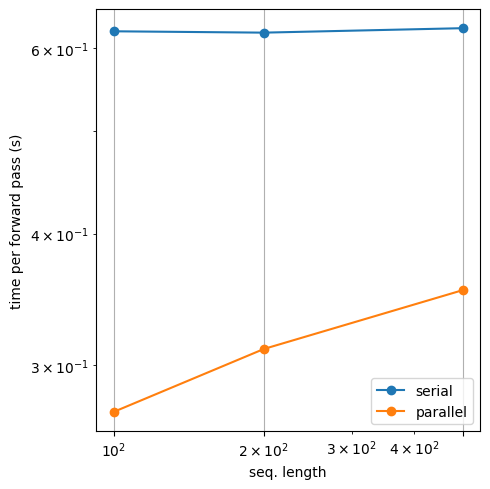 6 × 10⁻¹
4 × 10⁻¹
3 × 10⁻¹
time per forward pass (s)
serial
parallel
10² 2 × 10² 3 × 10² 4 × 10²
seq. length